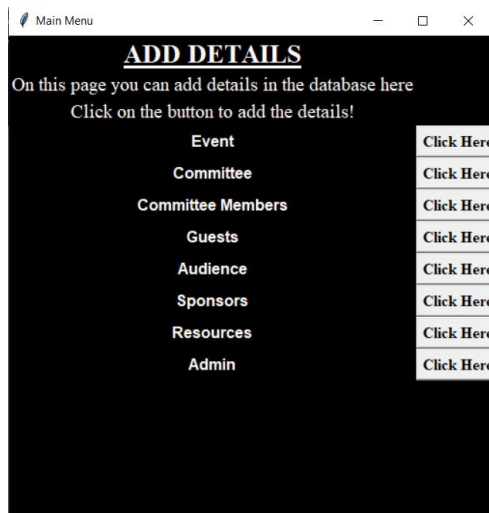 Main Menu
ADD DETAILS
On this page you can add details in the database here
Click on the button to add the details!
Event Click Here
Committee Click Here
Committee Members Click Here
Guests Click Here
Audience Click Here
Sponsors Click Here
Resources Click Here
Admin Click Here